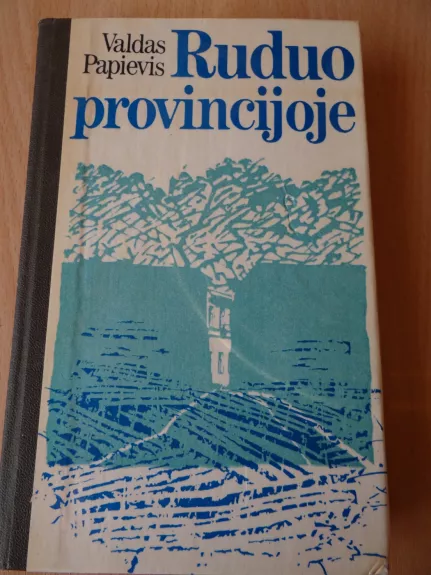 Valdas
Papievis
Ruduo
provincijoje